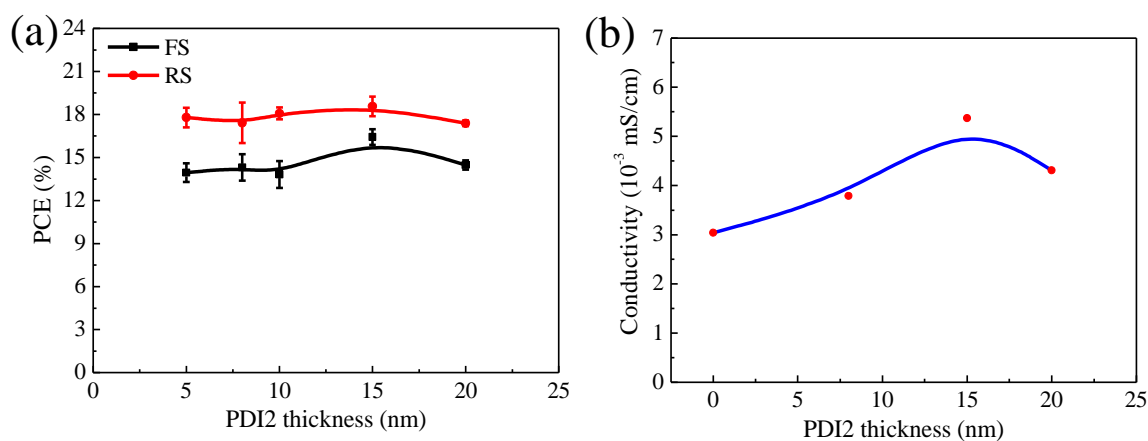 (a)
FS
RS
24
21
18
15
12
9
6
3
0
PCE (%)
0 5 10 15 20 25
PDI2 thickness (nm)
(b)
7
6
5
4
3
2
1
0
Conductivity (10⁻³ mS/cm)
0 5 10 15 20 25
PDI2 thickness (nm)